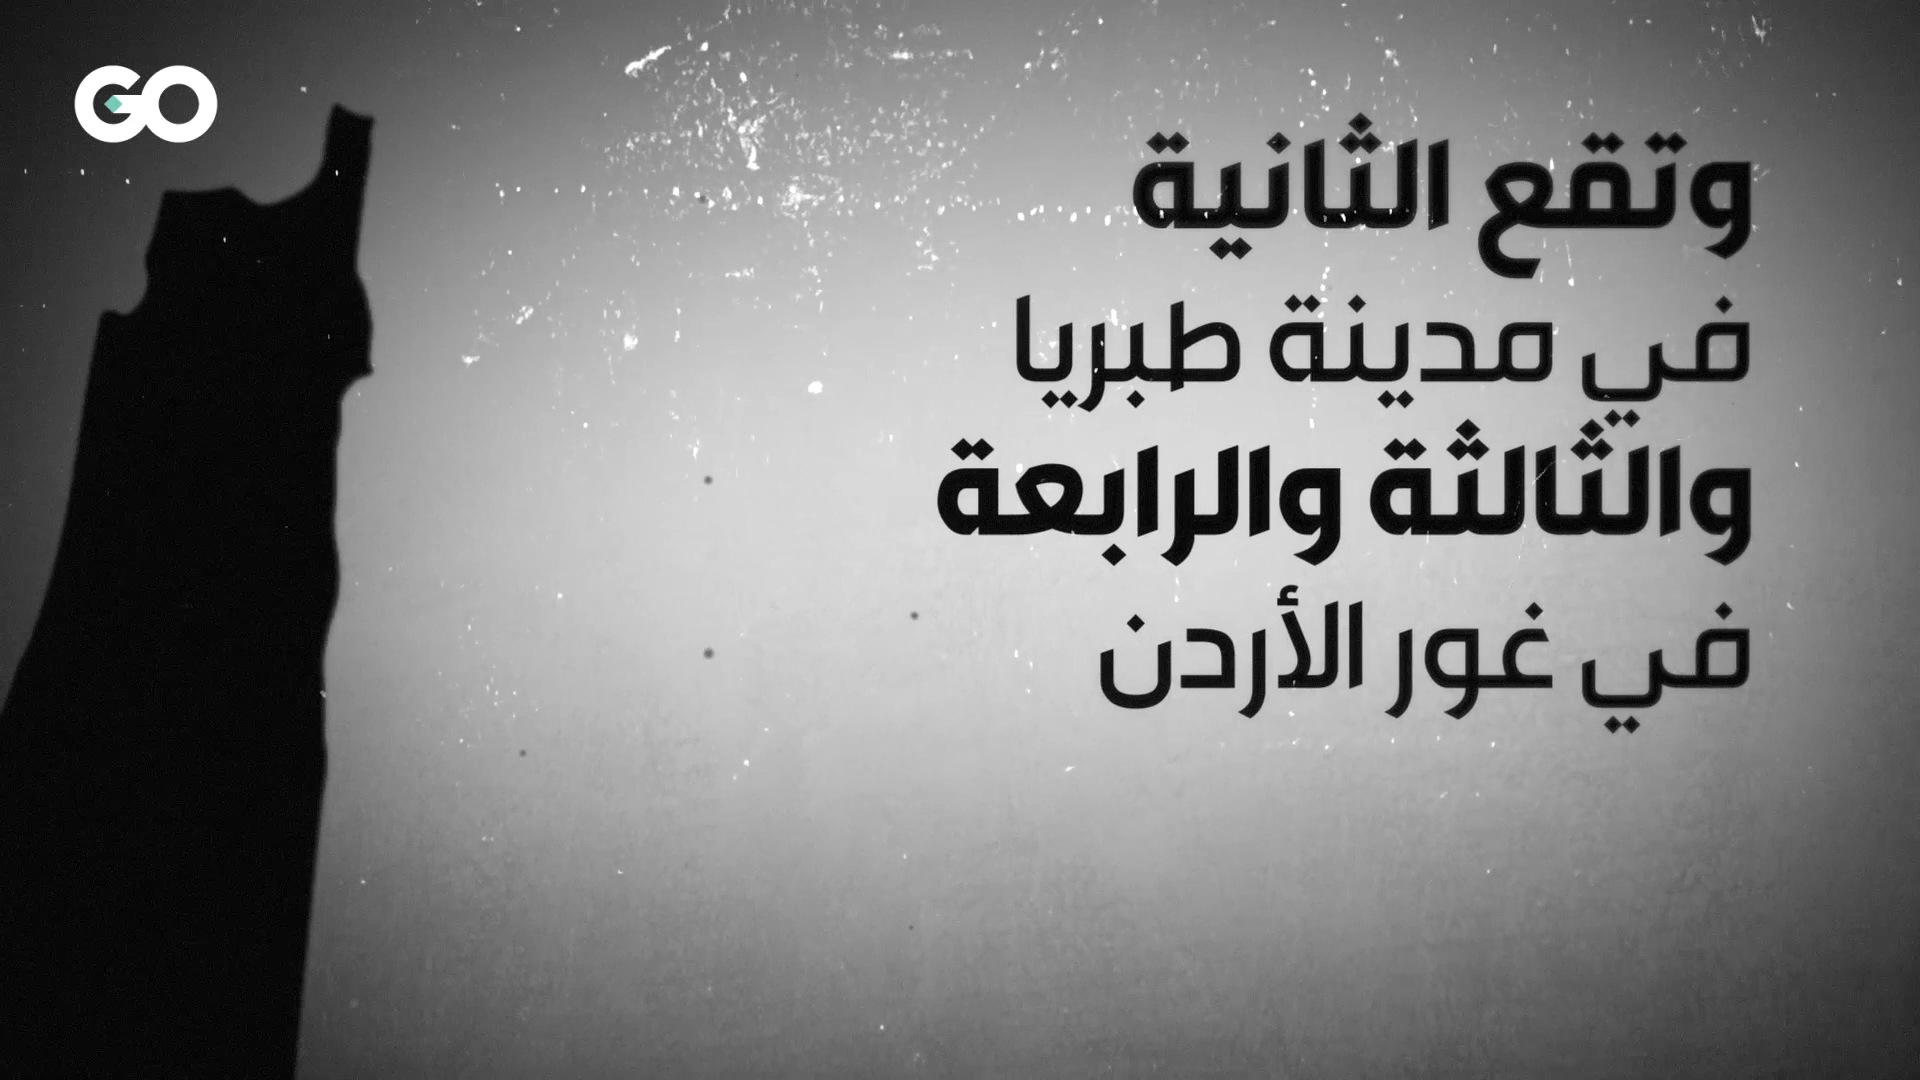 GO
وتقع الثانية
في مدينة طبريا
والثالثة والرابعة
في غور الأردن